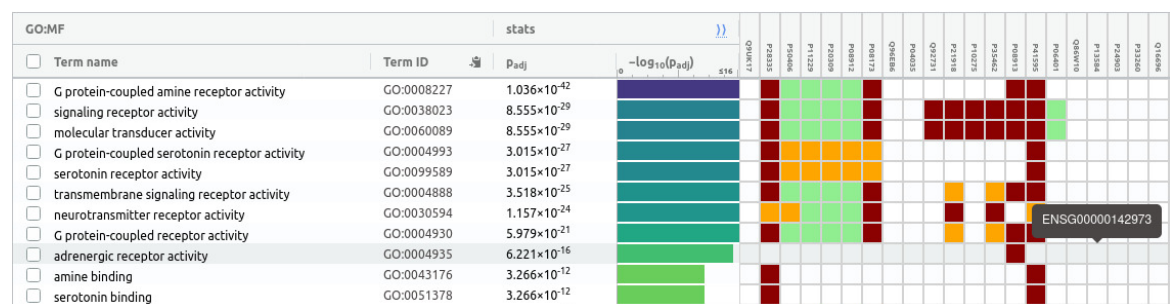 GO:MF stats ⟩⟩
Term name Term ID Padj −log10(padj)
0 ≤16
Q9UK17 P28335 P50406 P11229 P20309 P08912 P08173 Q96EB6 P04035 Q92731 P21918 P10275 P35462 P08913 P41595 P06401 Q86W10 P13584 P24903 P33260 Q16696
G protein-coupled amine receptor activity GO:0008227 1.036×10-42
signaling receptor activity GO:0038023 8.555×10-29
molecular transducer activity GO:0060089 8.555×10-29
G protein-coupled serotonin receptor activity GO:0004993 3.015×10-27
serotonin receptor activity GO:0099589 3.015×10-27
transmembrane signaling receptor activity GO:0004888 3.518×10-25
neurotransmitter receptor activity GO:0030594 1.157×10-24
ENSG00000142973
G protein-coupled receptor activity GO:0004930 5.979×10-21
adrenergic receptor activity GO:0004935 6.221×10-16
amine binding GO:0043176 3.266×10-12
serotonin binding GO:0051378 3.266×10-12